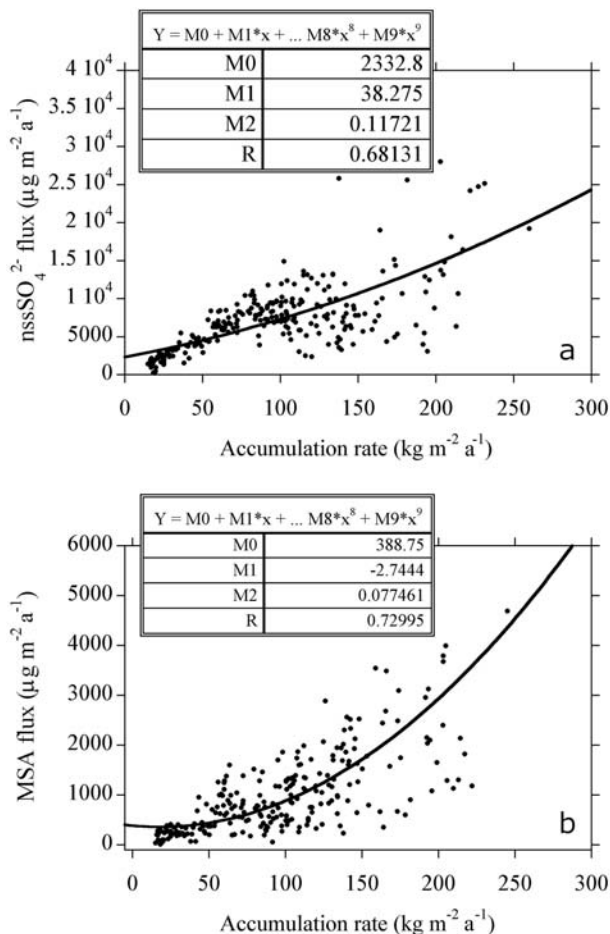 Y = M0 + M1*x + ... M8*x⁸ + M9*x⁹
M0 2332.8
M1 38.275
M2 0.11721
R 0.68131
4 10⁴
3.5 10⁴
3 10⁴
2.5 10⁴
2 10⁴
1.5 10⁴
1 10⁴
5000
0
nssSO₄²⁻ flux (µg m⁻² a⁻¹)
a
0 50 100 150 200 250 300
Accumulation rate (kg m⁻² a⁻¹)
Y = M0 + M1*x + ... M8*x⁸ + M9*x⁹
M0 388.75
M1 -2.7444
M2 0.077461
R 0.72995
6000
5000
4000
3000
2000
1000
0
MSA flux (µg m⁻² a⁻¹)
b
0 50 100 150 200 250 300
Accumulation rate (kg m⁻² a⁻¹)